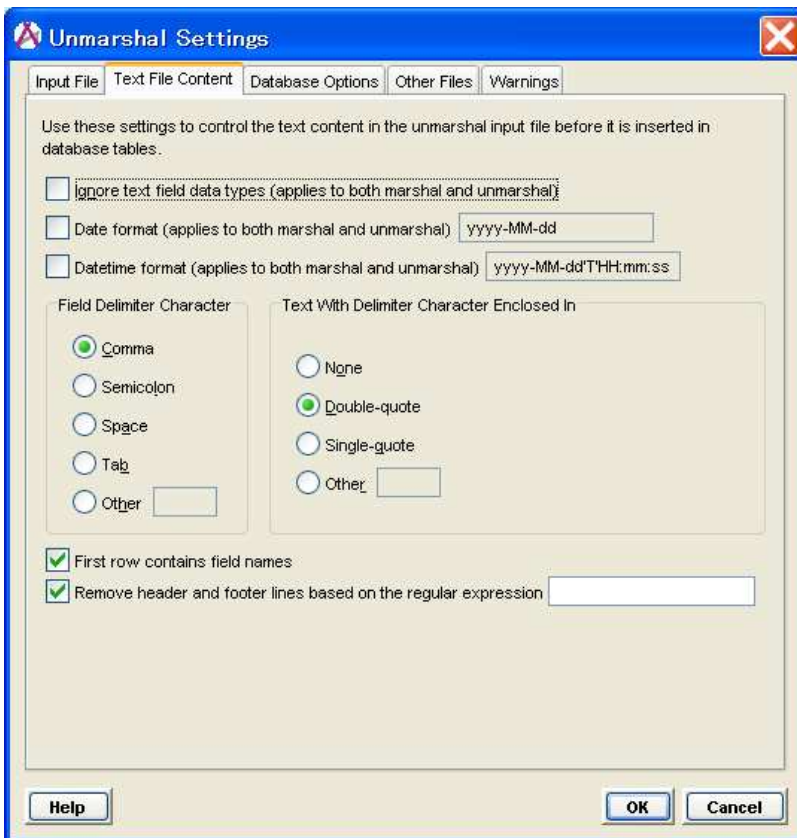 Unmarshal Settings
Input File Text File Content Database Options Other Files Warnings
Use these settings to control the text content in the unmarshal input file before it is inserted in
database tables.
Ignore text field data types (applies to both marshal and unmarshal)
Date format (applies to both marshal and unmarshal) yyyy-MM-dd
Datetime format (applies to both marshal and unmarshal) yyyy-MM-dd'T'HH:mm:ss
Field Delimiter Character
Comma
Semicolon
Space
Tab
Other
Text With Delimiter Character Enclosed In
None
Double-quote
Single-quote
Other
First row contains field names
Remove header and footer lines based on the regular expression
Help OK Cancel